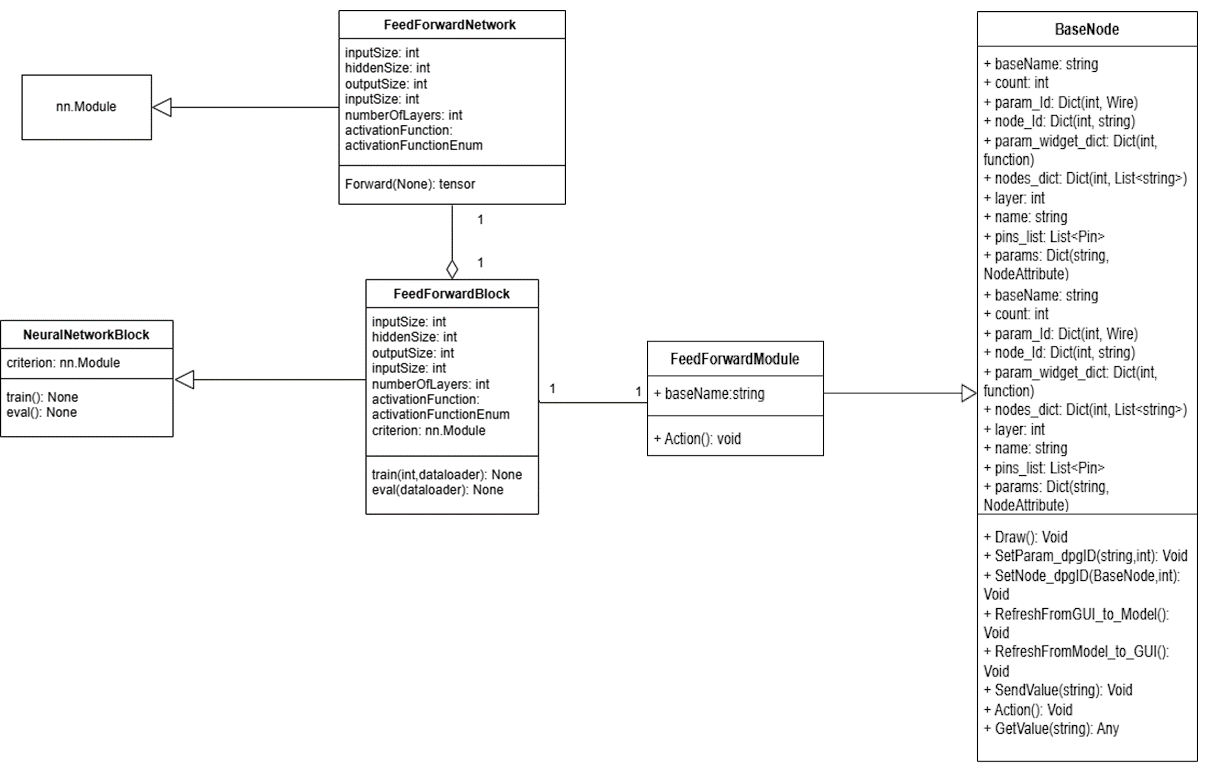 FeedForwardNetwork
inputSize: int
hiddenSize: int
outputSize: int
inputSize: int
numberOfLayers: int
activationFunction:
activationFunctionEnum
Forward(None): tensor
nn.Module
1
1
FeedForwardBlock
inputSize: int
hiddenSize: int
outputSize: int
inputSize: int
numberOfLayers: int
activationFunction:
activationFunctionEnum
criterion: nn.Module
train(int,dataloader): None
eval(dataloader): None
NeuralNetworkBlock
criterion: nn.Module
train(): None
eval(): None
1
1
FeedForwardModule
+ baseName:string
+ Action(): void
BaseNode
+ baseName: string
+ count: int
+ param_Id: Dict(int, Wire)
+ node_Id: Dict(int, string)
+ param_widget_dict: Dict(int,
function)
+ nodes_dict: Dict(int, List<string>)
+ layer: int
+ name: string
+ pins_list: List<Pin>
+ params: Dict(string,
NodeAttribute)
+ baseName: string
+ count: int
+ param_Id: Dict(int, Wire)
+ node_Id: Dict(int, string)
+ param_widget_dict: Dict(int,
function)
+ nodes_dict: Dict(int, List<string>)
+ layer: int
+ name: string
+ pins_list: List<Pin>
+ params: Dict(string,
NodeAttribute)
+ Draw(): Void
+ SetParam_dpgID(string,int): Void
+ SetNode_dpgID(BaseNode,int):
Void
+ RefreshFromGUI_to_Model():
Void
+ RefreshFromModel_to_GUI():
Void
+ SendValue(string): Void
+ Action(): Void
+ GetValue(string): Any